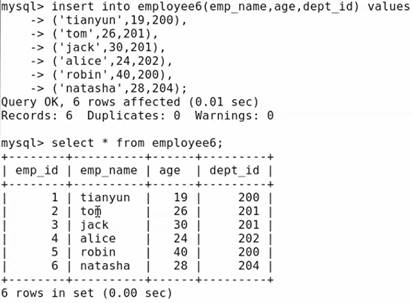 mysql> insert into employee6(emp_name,age,dept_id) values
    -> ('tianyun',19,200),
    -> ('tom',26,201),
    -> ('jack',30,201),
    -> ('alice',24,202),
    -> ('robin',40,200),
    -> ('natasha',28,204);
Query OK, 6 rows affected (0.01 sec)
Records: 6  Duplicates: 0  Warnings: 0
mysql> select * from employee6;
+--------+----------+------+---------+
| emp_id | emp_name | age  | dept_id |
+--------+----------+------+---------+
|      1 | tianyun  |   19 |     200 |
|      2 | tom      |   26 |     201 |
|      3 | jack     |   30 |     201 |
|      4 | alice    |   24 |     202 |
|      5 | robin    |   40 |     200 |
|      6 | natasha  |   28 |     204 |
+--------+----------+------+---------+
6 rows in set (0.00 sec)